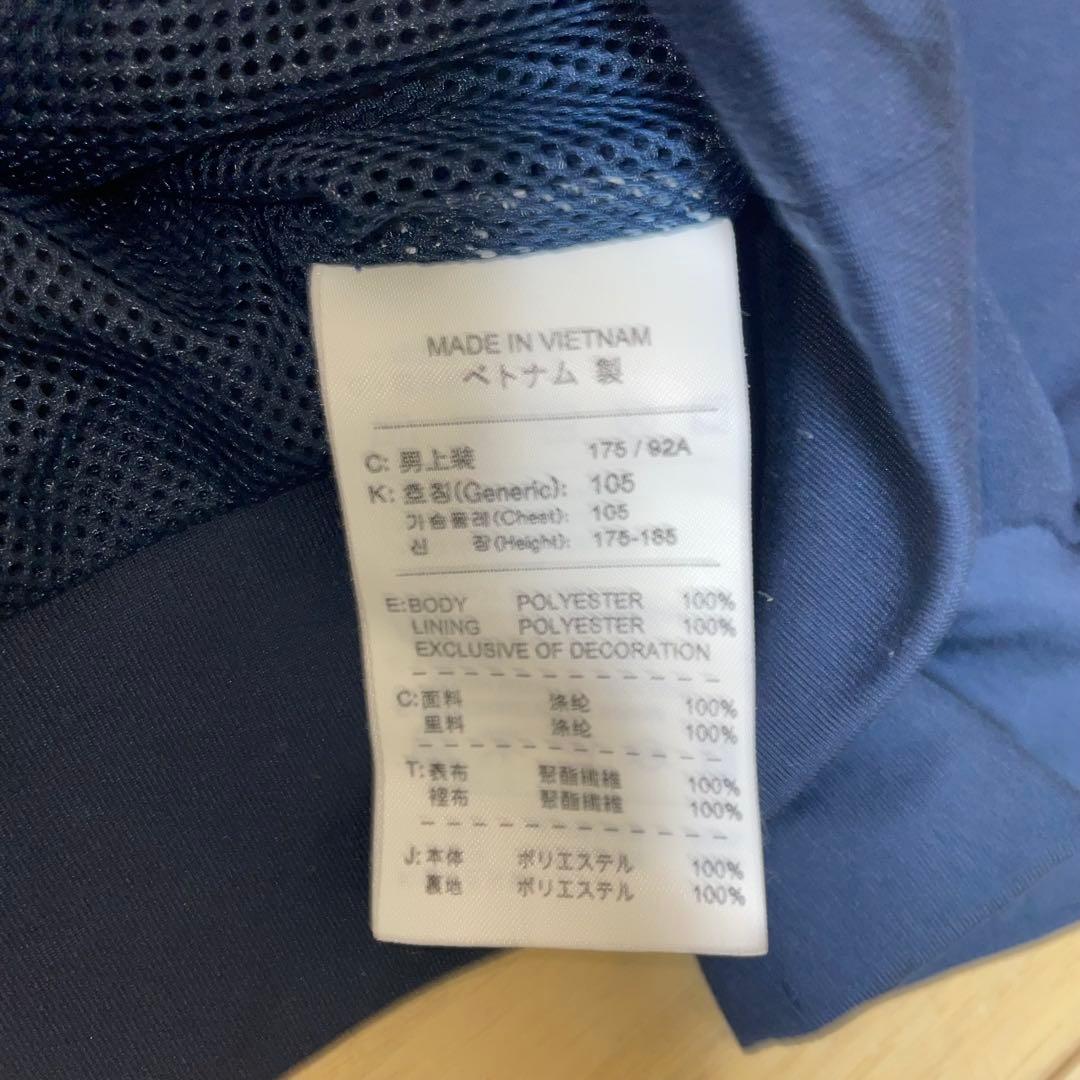 MADE IN VIETNAM
ベトナム 製
C: 男上装 175 / 92A
K: 호칭(Generic): 105
가슴둘레(Chest): 105
신 장(Height): 175-185
E: BODY POLYESTER 100%
LINING POLYESTER 100%
EXCLUSIVE OF DECORATION
C: 面料 涤纶 100%
里料 涤纶 100%
T: 表布 聚酯纖維 100%
裡布 聚酯纖維 100%
J: 本体 ポリエステル 100%
裏地 ポリエステル 100%